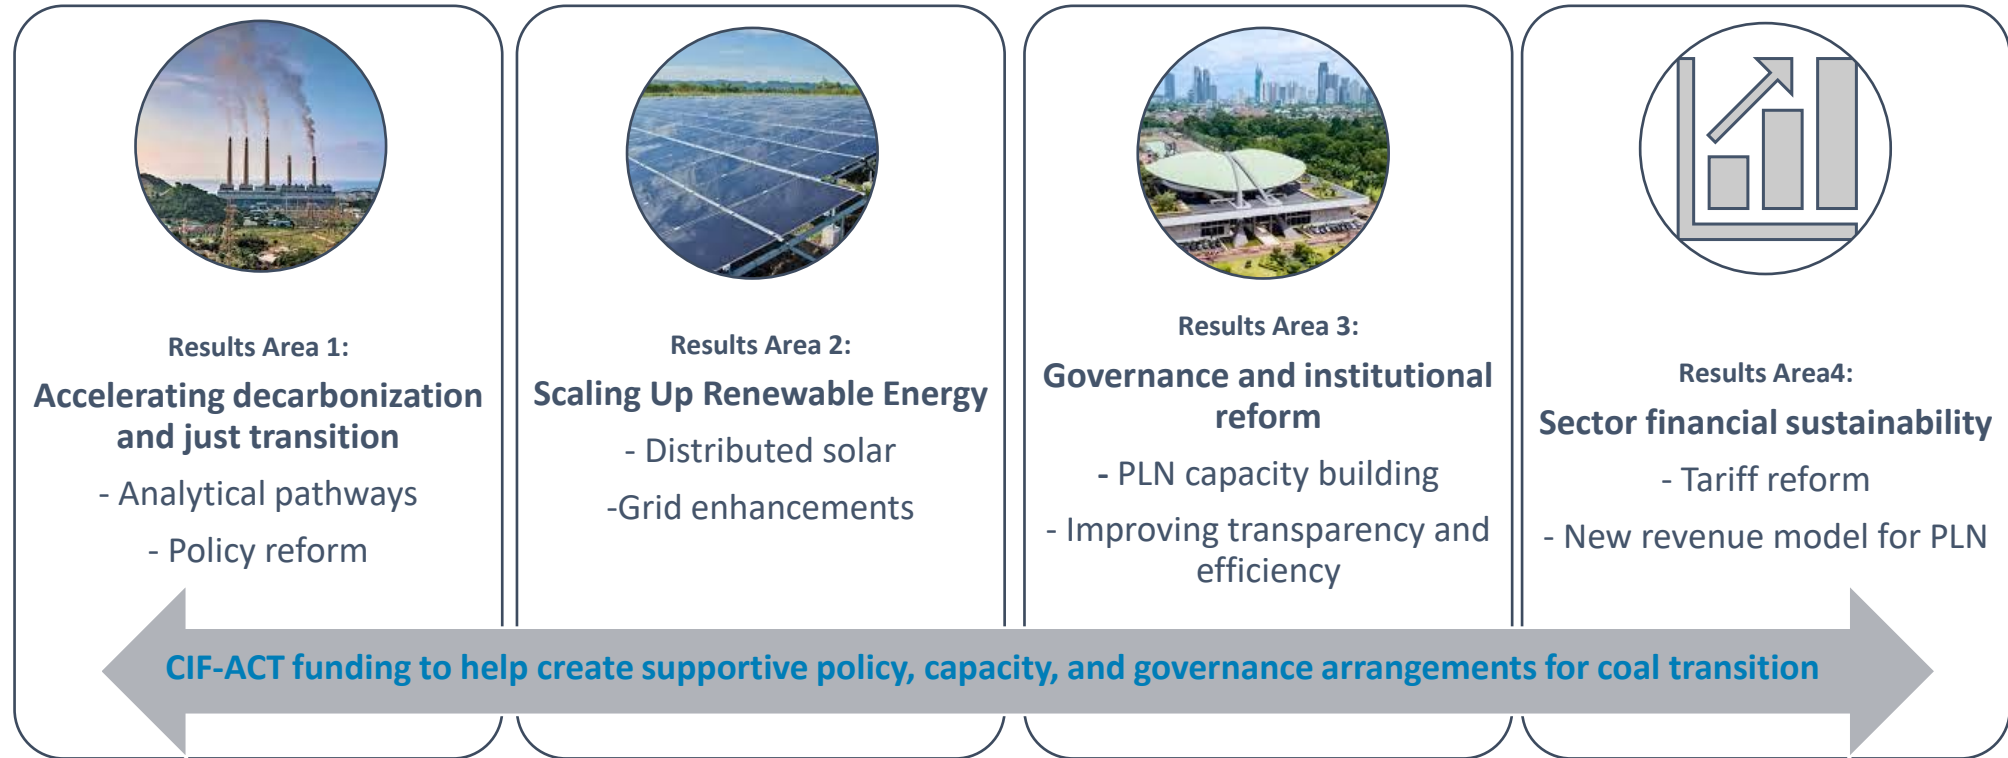 Results Area 1:
Accelerating decarbonization
and just transition
- Analytical pathways
- Policy reform
Results Area 2:
Scaling Up Renewable Energy
- Distributed solar
-Grid enhancements
Results Area 3:
Governance and institutional
reform
- PLN capacity building
- Improving transparency and
efficiency
Results Area4:
Sector financial sustainability
- Tariff reform
- New revenue model for PLN
CIF-ACT funding to help create supportive policy, capacity, and governance arrangements for coal transition